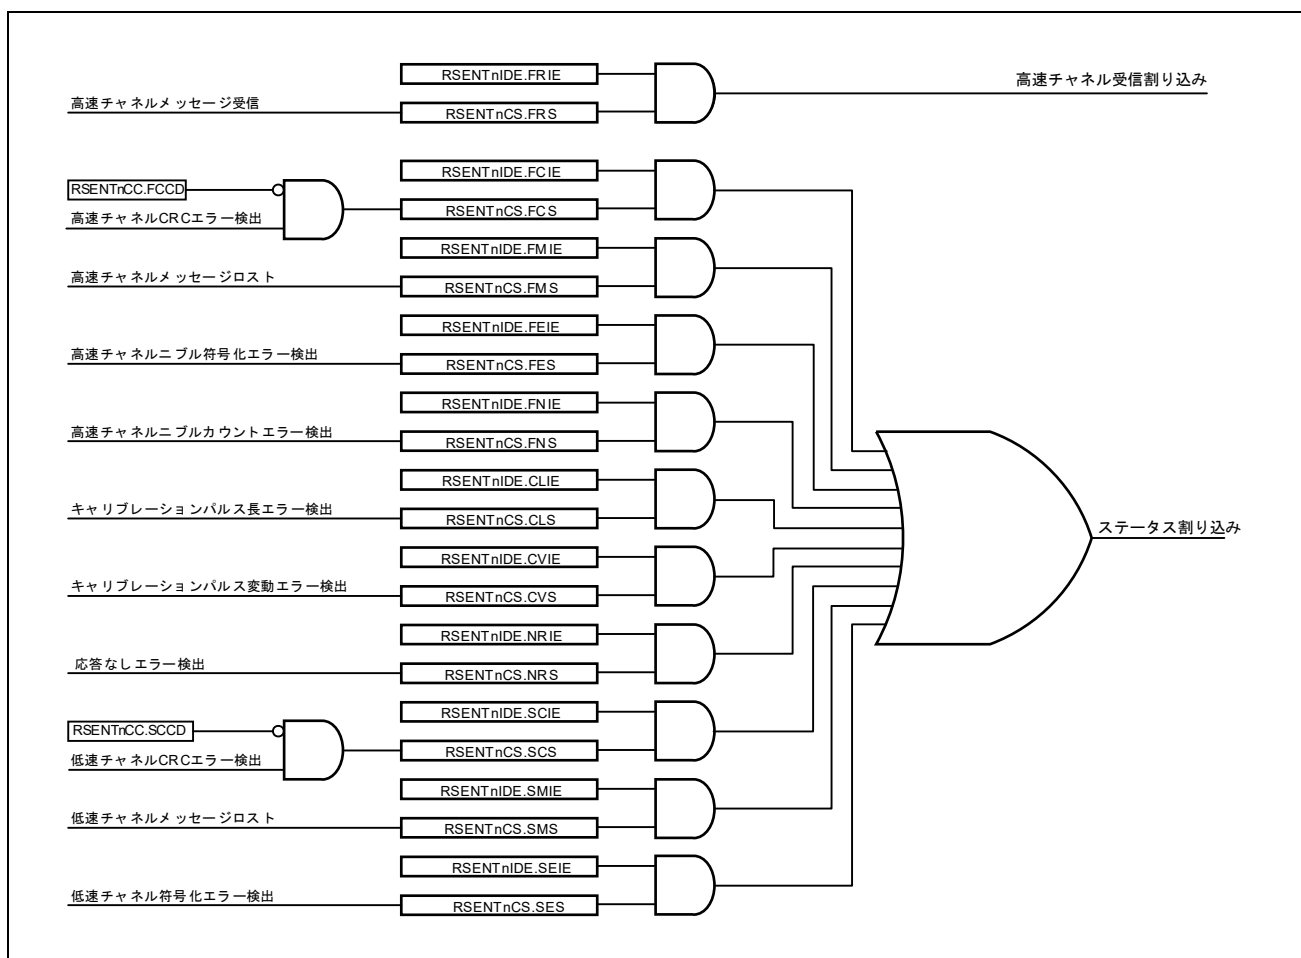 RSENTnIDE.FRIE
高速チャネル受信割り込み
高速チャネルメッセージ受信
RSENTnCS.FRS
RSENTnIDE.FCIE
RSENTnCC.FCCD
高速チャネルCRCエラー検出
RSENTnCS.FCS
RSENTnIDE.FMIE
高速チャネルメッセージロスト
RSENTnCS.FMS
RSENTnIDE.FEIE
高速チャネルニブル符号化エラー検出
RSENTnCS.FES
RSENTnIDE.FNIE
高速チャネルニブルカウントエラー検出
RSENTnCS.FNS
RSENTnIDE.CLIE
キャリブレーションパルス長エラー検出
RSENTnCS.CLS
ステータス割り込み
RSENTnIDE.CVIE
キャリブレーションパルス変動エラー検出
RSENTnCS.CVS
RSENTnIDE.NRIE
応答なしエラー検出
RSENTnCS.NRS
RSENTnIDE.SCIE
RSENTnCC.SCCD
低速チャネルCRCエラー検出
RSENTnCS.SCS
RSENTnIDE.SMIE
低速チャネルメッセージロスト
RSENTnCS.SMS
RSENTnIDE.SEIE
低速チャネル符号化エラー検出
RSENTnCS.SES